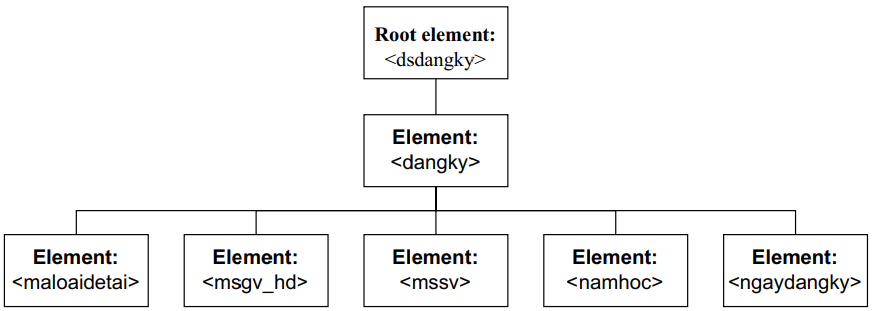 Root element:
<dsdangky>
Element:
<dangky>
Element:
<maloaidetai>
Element:
<msgv_hd>
Element:
<mssv>
Element:
<namhoc>
Element:
<ngaydangky>